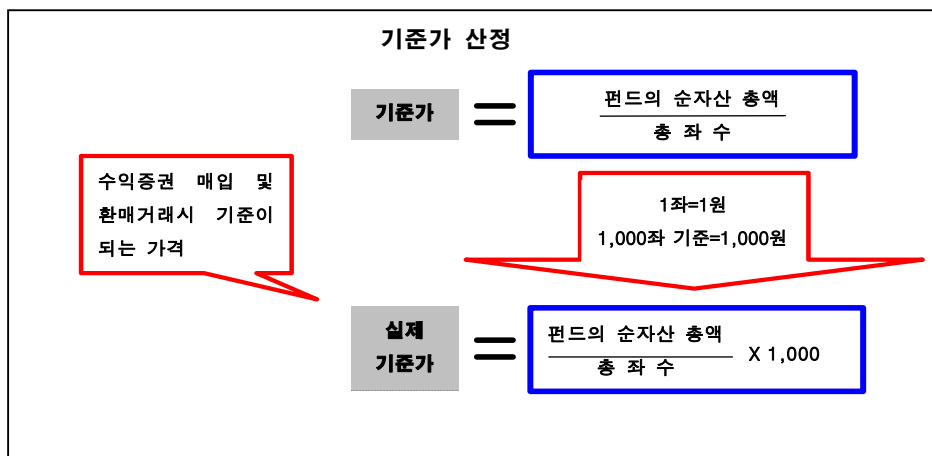 기준가 산정
기준가
=
펀드의 순자산 총액
총 좌 수
수익증권 매입 및
환매거래시 기준이
되는 가격
1좌=1원
1,000좌 기준=1,000원
실제
기준가
=
펀드의 순자산 총액
총 좌 수
X 1,000